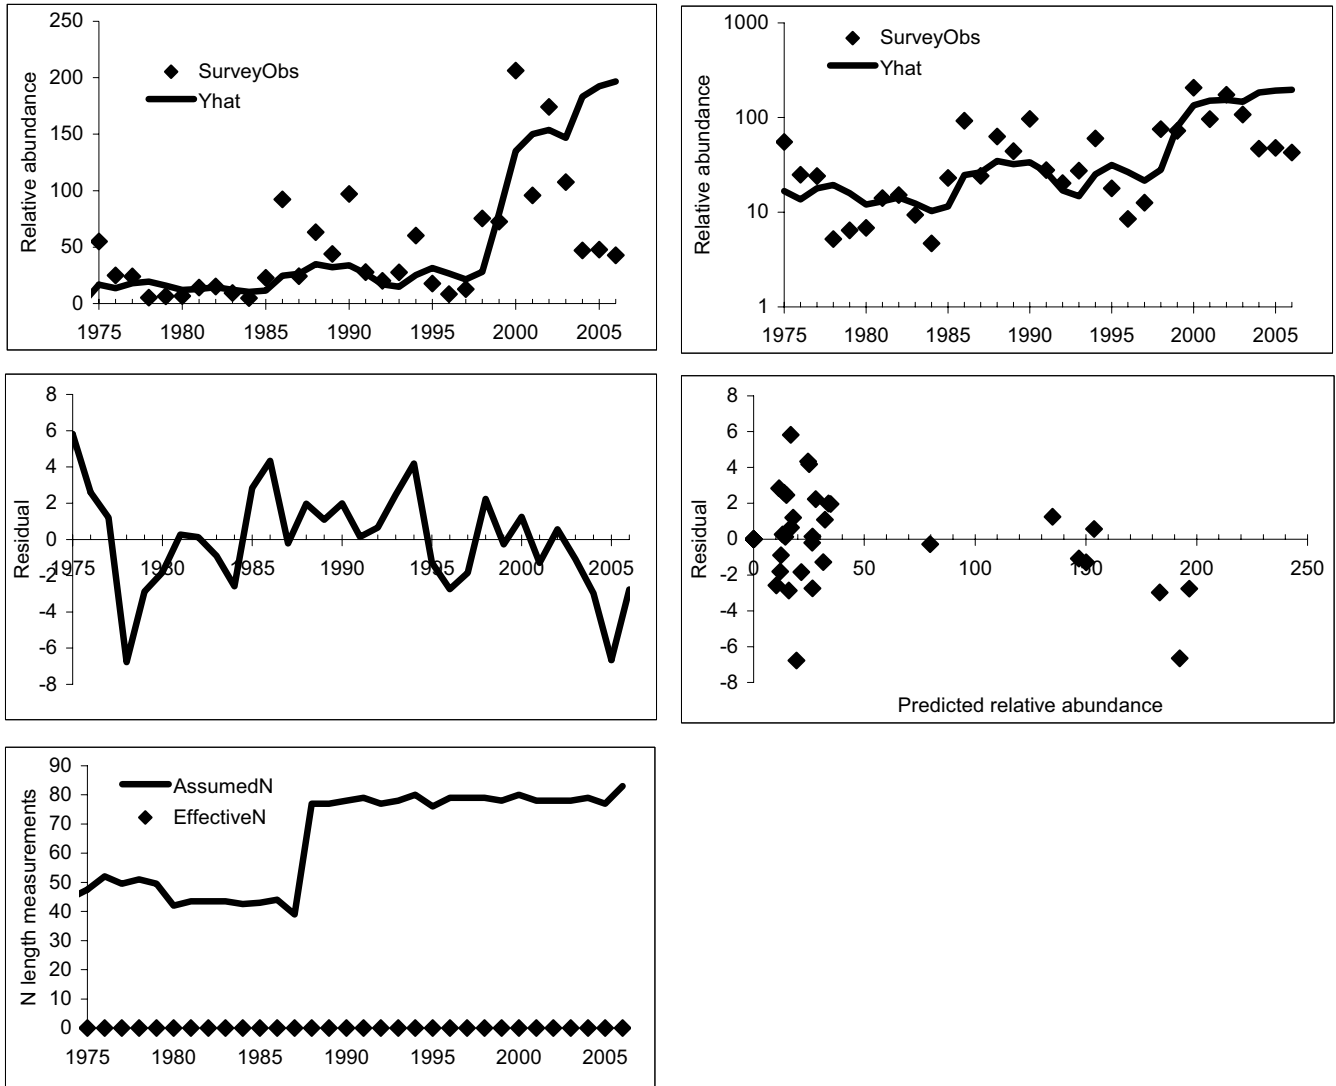 250
200
150
100
50
0
Relative abundance
SurveyObs
Yhat
1975 1980 1985 1990 1995 2000 2005
1000
100
10
1
Relative abundance
SurveyObs
Yhat
1975 1980 1985 1990 1995 2000 2005
8
6
4
2
0
-2
-4
-6
-8
Residual
1975 1980 1985 1990 1995 2000 2005
8
6
4
2
0
-2
-4
-6
-8
Residual
0 50 100 150 200 250
Predicted relative abundance
90
80
70
60
50
40
30
20
10
0
N length measurements
AssumedN
EffectiveN
1975 1980 1985 1990 1995 2000 2005